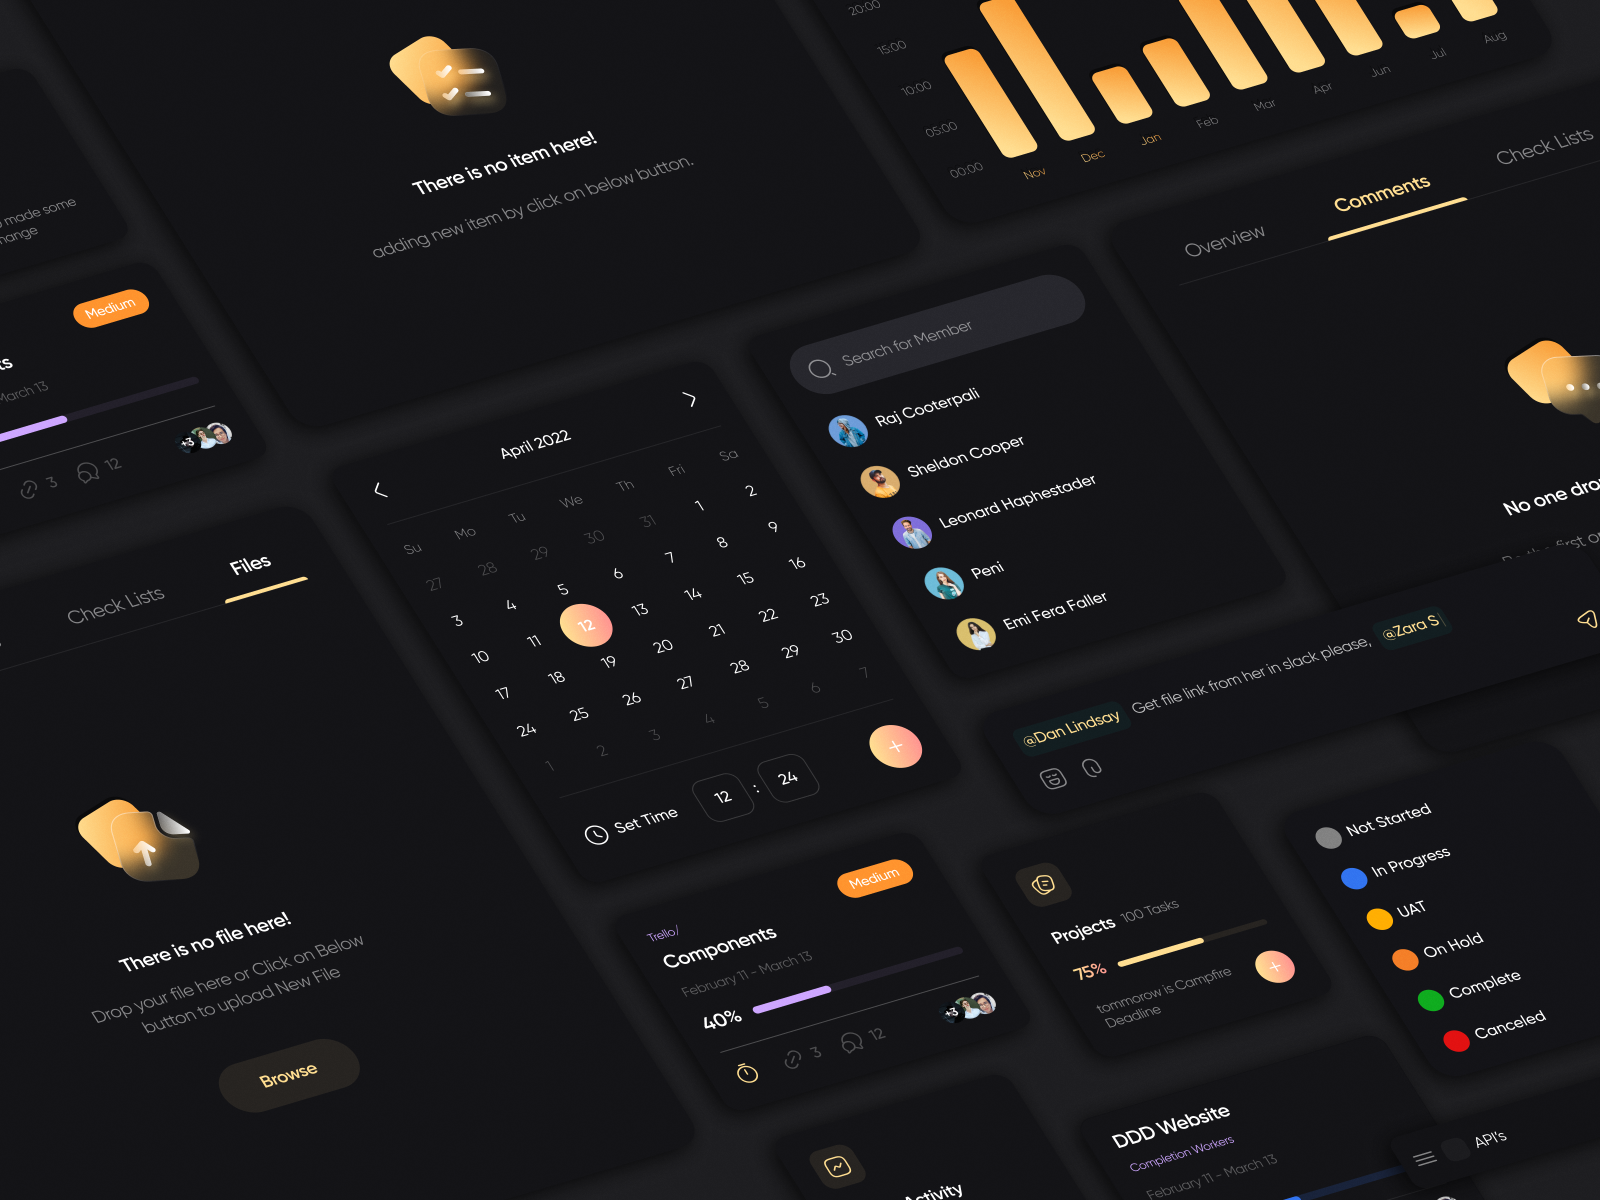 made some
hange
Medium
ts
March 13
+3
3
12
There is no item here!
adding new item by click on below button.
20:00
15:00
10:00
05:00
00:00
Nov
Dec
Jan
Feb
Mar
Apr
Jun
Jul
Aug
Overview
Comments
Check Lists
No one dro
first o
Search for Member
Raj Cooterpali
Sheldon Cooper
Leonard Haphestader
Peni
Emi Fera Faller
April 2022
Su Mo Tu We Th Fri Sa
27 28 29 30 31 1 2
3 4 5 6 7 8 9
10 11 12 13 14 15 16
17 18 19 20 21 22 23
24 25 26 27 28 29 30
1 2 3 4 5 6 7
Set Time 12 : 24
+
Check Lists
Files
There is no file here!
Drop your file here or Click on Below
button to upload New File
Browse
@Dan Lindsay Get file link from her in slack please, @Zara S
Medium
Trello/
Components
February 11 - March 13
40%
3
12
+3
Projects 100 Tasks
75%
tommorow is Campfire
Deadline
+
Not Started
In Progress
UAT
On Hold
Complete
Canceled
Activity
DDD Website
Completion Workers
February 11 - March 13
API's